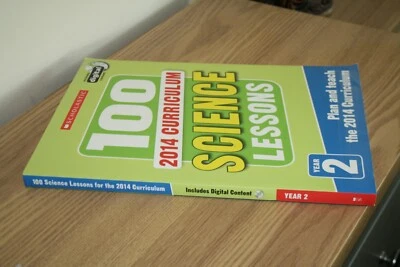 SCHOLASTIC
100
2014 CURRICULUM
SCIENCE
LESSONS
YEAR
2
Plan and teach
the 2014 Curriculum
100 Science Lessons for the 2014 Curriculum
Includes Digital Content
YEAR 2